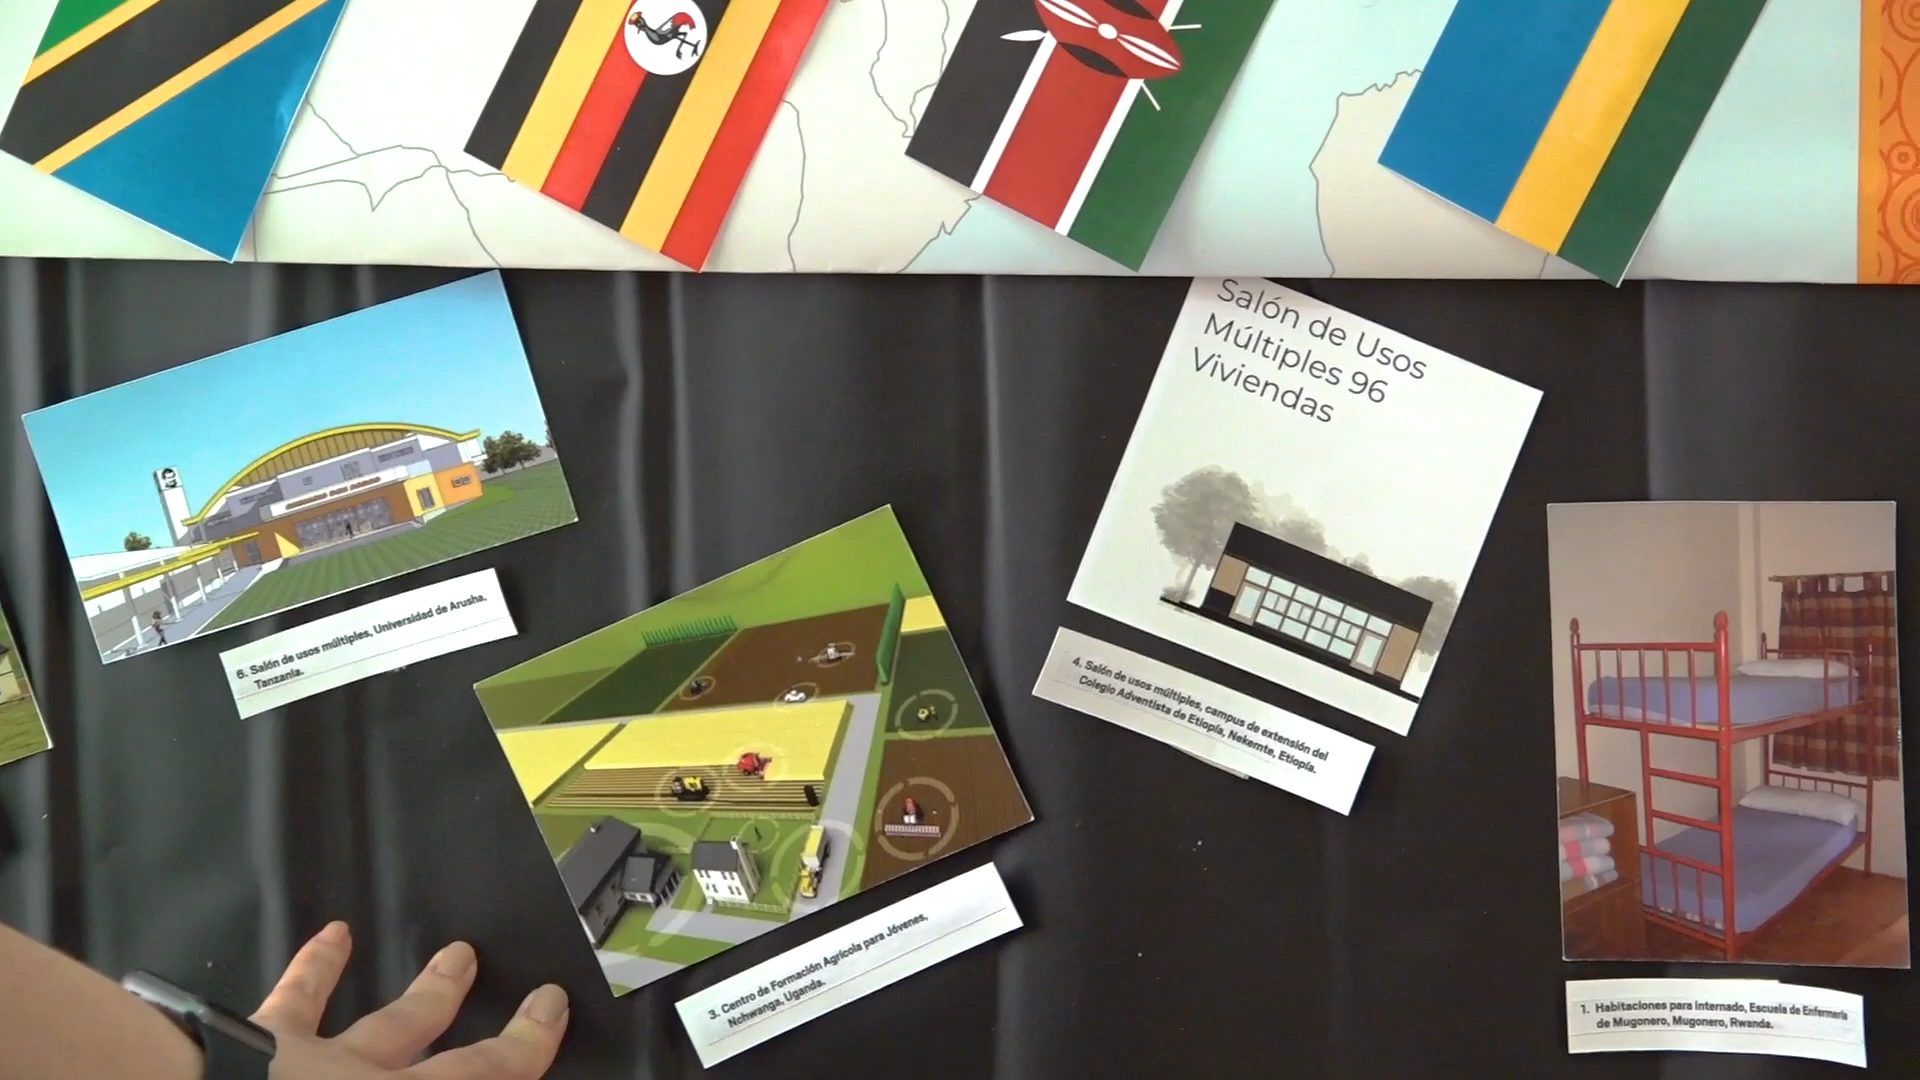 Salón de Usos
Múltiples 96
Viviendas
6. Salón de usos múltiples, Universidad de Arusha.
Tanzania.
3. Centro de Formación Agrícola para Jóvenes,
Nchwanga, Uganda.
4. Salón de usos múltiples, campus de extensión del
Colegio Adventista de Etiopía, Nekemte, Etiopía.
1. Habitaciones para Internado, Escuela de Enfermería
de Mugonero, Mugonero, Rwanda.